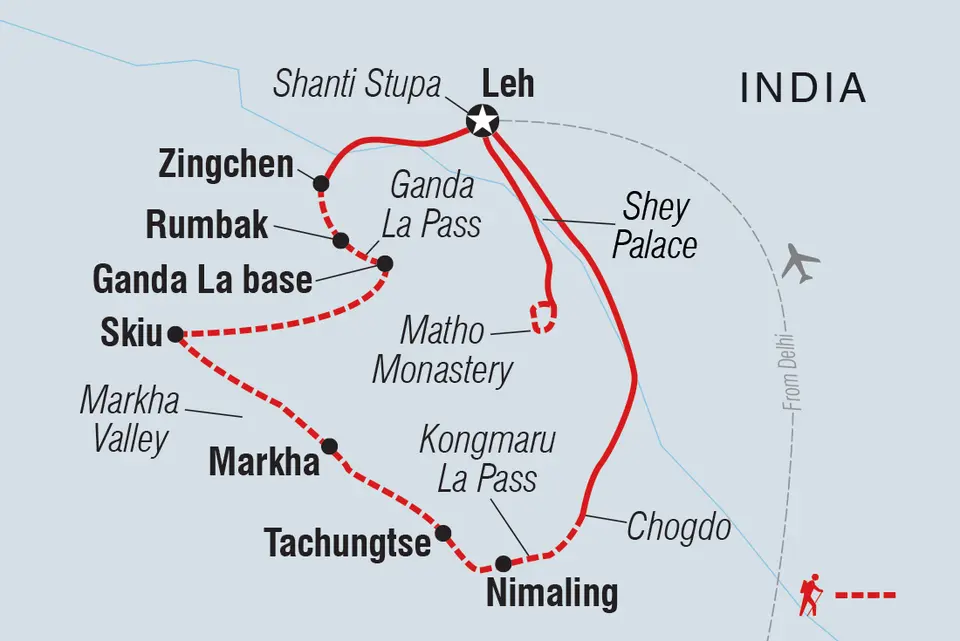 Shanti Stupa
Leh
INDIA
Zingchen
Ganda
La Pass
Rumbak
Shey
Palace
Ganda La base
Skiu
Matho
Monastery
From Delhi
Markha
Valley
Markha
Kongmaru
La Pass
Chogdo
Tachungtse
Nimaling